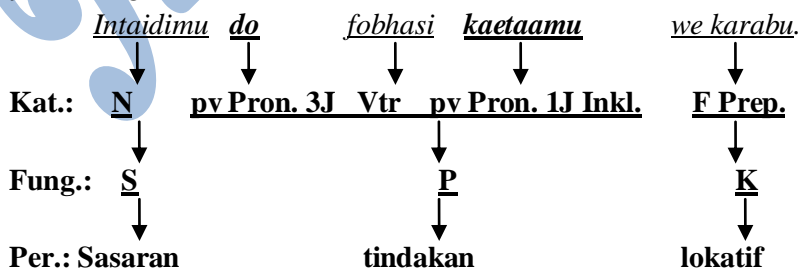 Intaidimu do fobhasi kaetaamu we karabu.
Kat.: N pv Pron. 3J Vtr pv Pron. 1J Inkl. F Prep.
Fung.: S P K
Per.: Sasaran tindakan lokatif